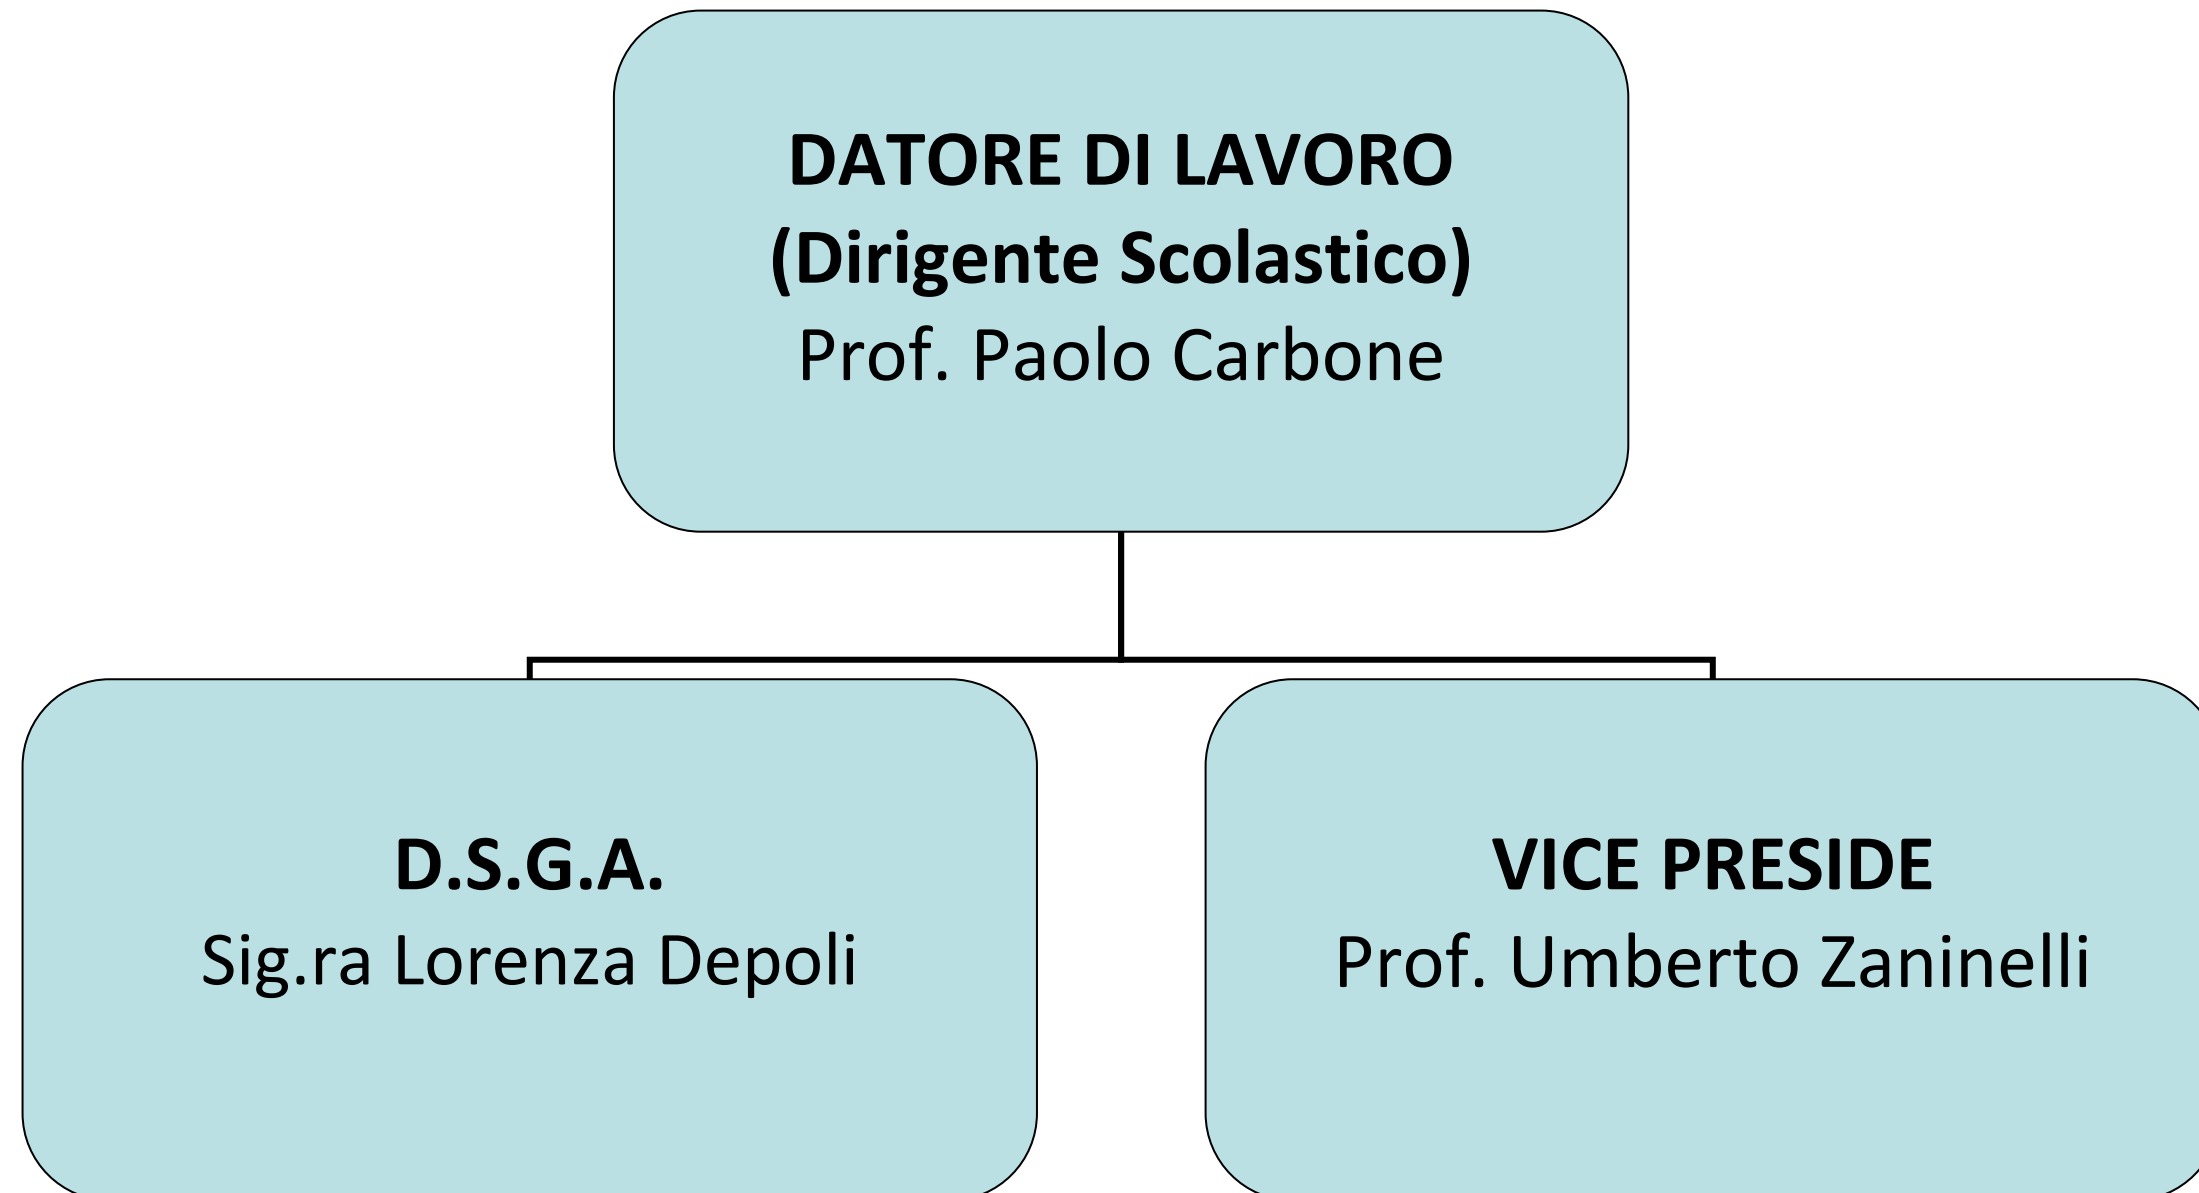 DATORE DI LAVORO
(Dirigente Scolastico)
Prof. Paolo Carbone
D.S.G.A.
Sig.ra Lorenza Depoli
VICE PRESIDE
Prof. Umberto Zaninelli